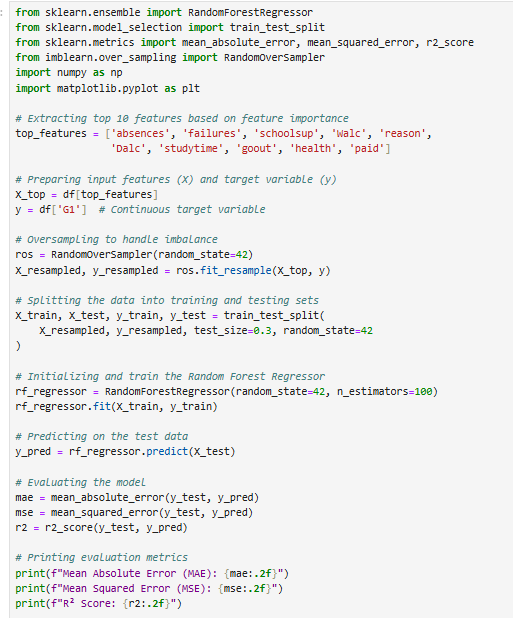 from sklearn.ensemble import RandomForestRegressor
from sklearn.model_selection import train_test_split
from sklearn.metrics import mean_absolute_error, mean_squared_error, r2_score
from imblearn.over_sampling import RandomOverSampler
import numpy as np
import matplotlib.pyplot as plt

# Extracting top 10 features based on feature importance
top_features = ['absences', 'failures', 'schoolsup', 'Walc', 'reason',
                'Dalc', 'studytime', 'goout', 'health', 'paid']

# Preparing input features (X) and target variable (y)
X_top = df[top_features]
y = df['G1']  # Continuous target variable

# Oversampling to handle imbalance
ros = RandomOverSampler(random_state=42)
X_resampled, y_resampled = ros.fit_resample(X_top, y)

# Splitting the data into training and testing sets
X_train, X_test, y_train, y_test = train_test_split(
    X_resampled, y_resampled, test_size=0.3, random_state=42
)

# Initializing and train the Random Forest Regressor
rf_regressor = RandomForestRegressor(random_state=42, n_estimators=100)
rf_regressor.fit(X_train, y_train)

# Predicting on the test data
y_pred = rf_regressor.predict(X_test)

# Evaluating the model
mae = mean_absolute_error(y_test, y_pred)
mse = mean_squared_error(y_test, y_pred)
r2 = r2_score(y_test, y_pred)

# Printing evaluation metrics
print(f"Mean Absolute Error (MAE): {mae:.2f}")
print(f"Mean Squared Error (MSE): {mse:.2f}")
print(f"R² Score: {r2:.2f}")